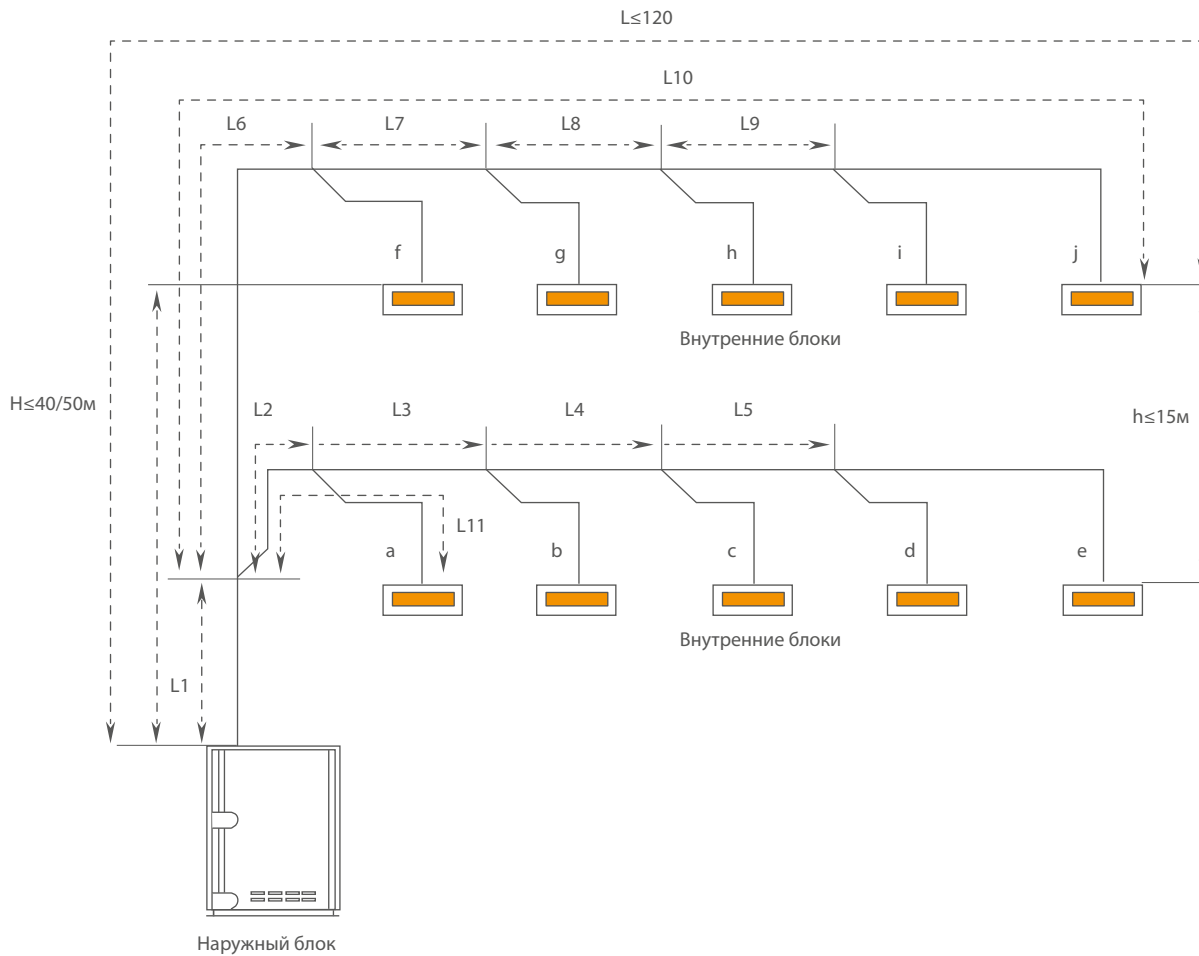 L≤120
L10
L6
L7
L8
L9
f
g
h
i
j
Внутренние блоки
H≤40/50м
h≤15м
L2
L3
L4
L5
L11
a
b
c
d
e
Внутренние блоки
L1
Наружный блок